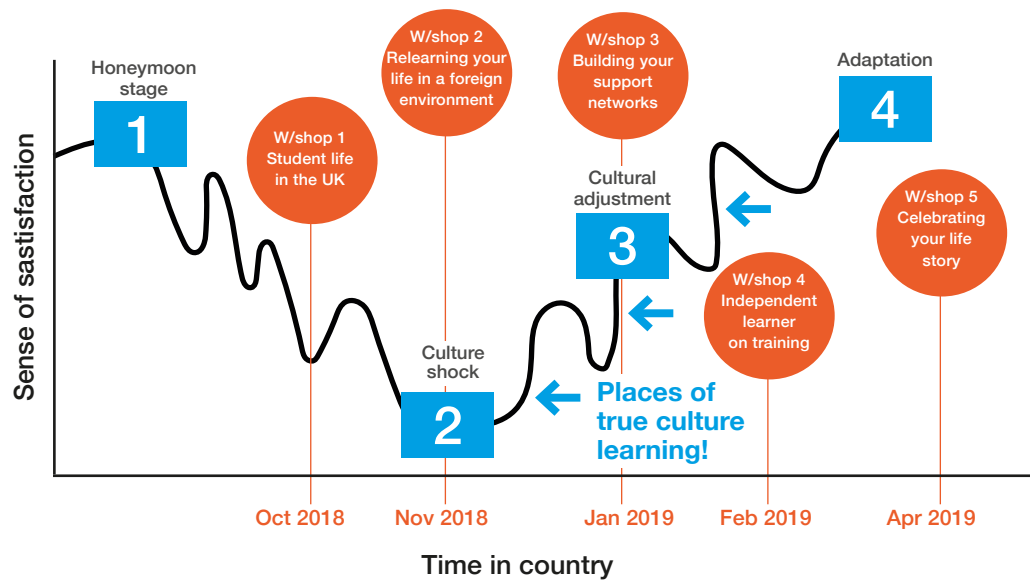 Honeymoon
stage
1
W/shop 1
Student life
in the UK
W/shop 2
Relearning your
life in a foreign
environment
W/shop 3
Building your
support
networks
Adaptation
4
Cultural
adjustment
3
W/shop 5
Celebrating
your life
story
W/shop 4
Independent
learner
on training
Culture
shock
2
Places of
true culture
learning!
Sense of sastisfaction
Oct 2018
Nov 2018
Jan 2019
Feb 2019
Apr 2019
Time in country